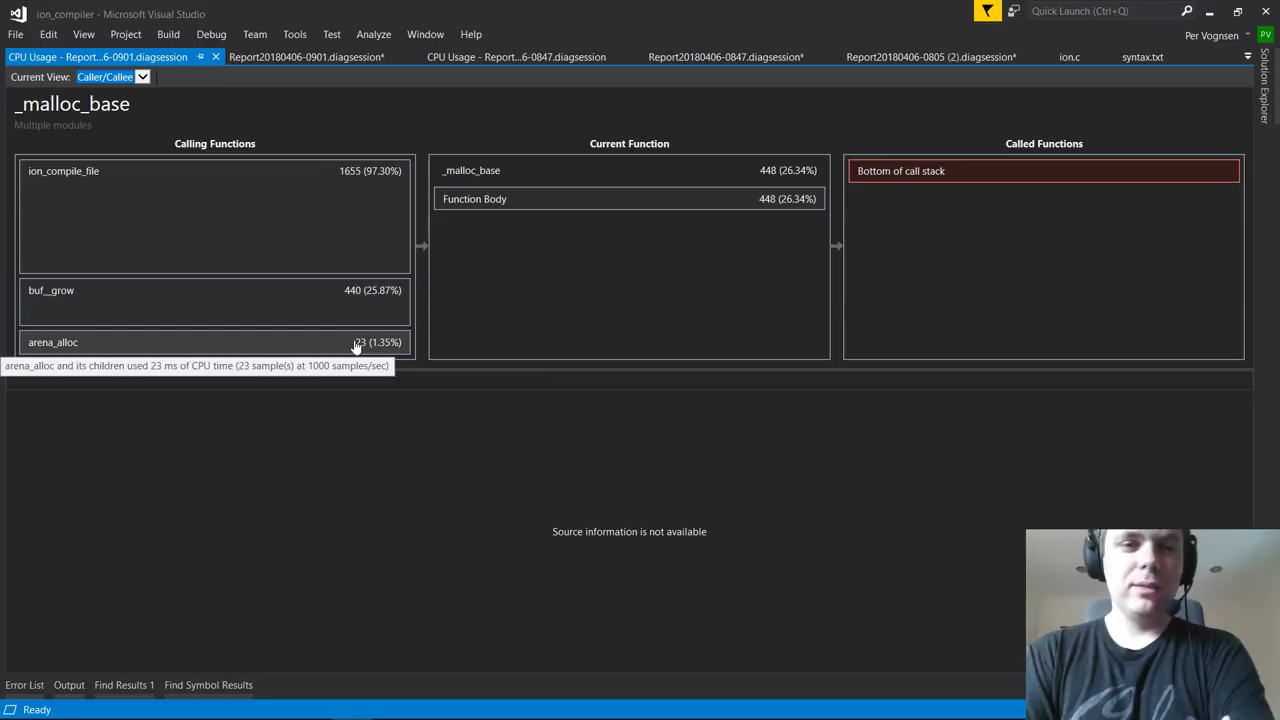 ion_compiler - Microsoft Visual Studio
Quick Launch (Ctrl+Q)
File Edit View Project Build Debug Team Tools Test Analyze Window Help
Per Vognsen PV
CPU Usage - Report...6-0901.diagsession Report20180406-0901.diagsession* CPU Usage - Report...6-0847.diagsession Report20180406-0847.diagsession* Report20180406-0805 (2).diagsession* ion.c syntax.txt
Solution Explorer
Current View: Caller/Callee
_malloc_base
Multiple modules
Calling Functions Current Function Called Functions
ion_compile_file 1655 (97.30%) _malloc_base 448 (26.34%) Bottom of call stack
Function Body 448 (26.34%)
buf__grow 440 (25.87%)
arena_alloc 23 (1.35%)
arena_alloc and its children used 23 ms of CPU time (23 sample(s) at 1000 samples/sec)
Source information is not available
Error List Output Find Results 1 Find Symbol Results
Ready